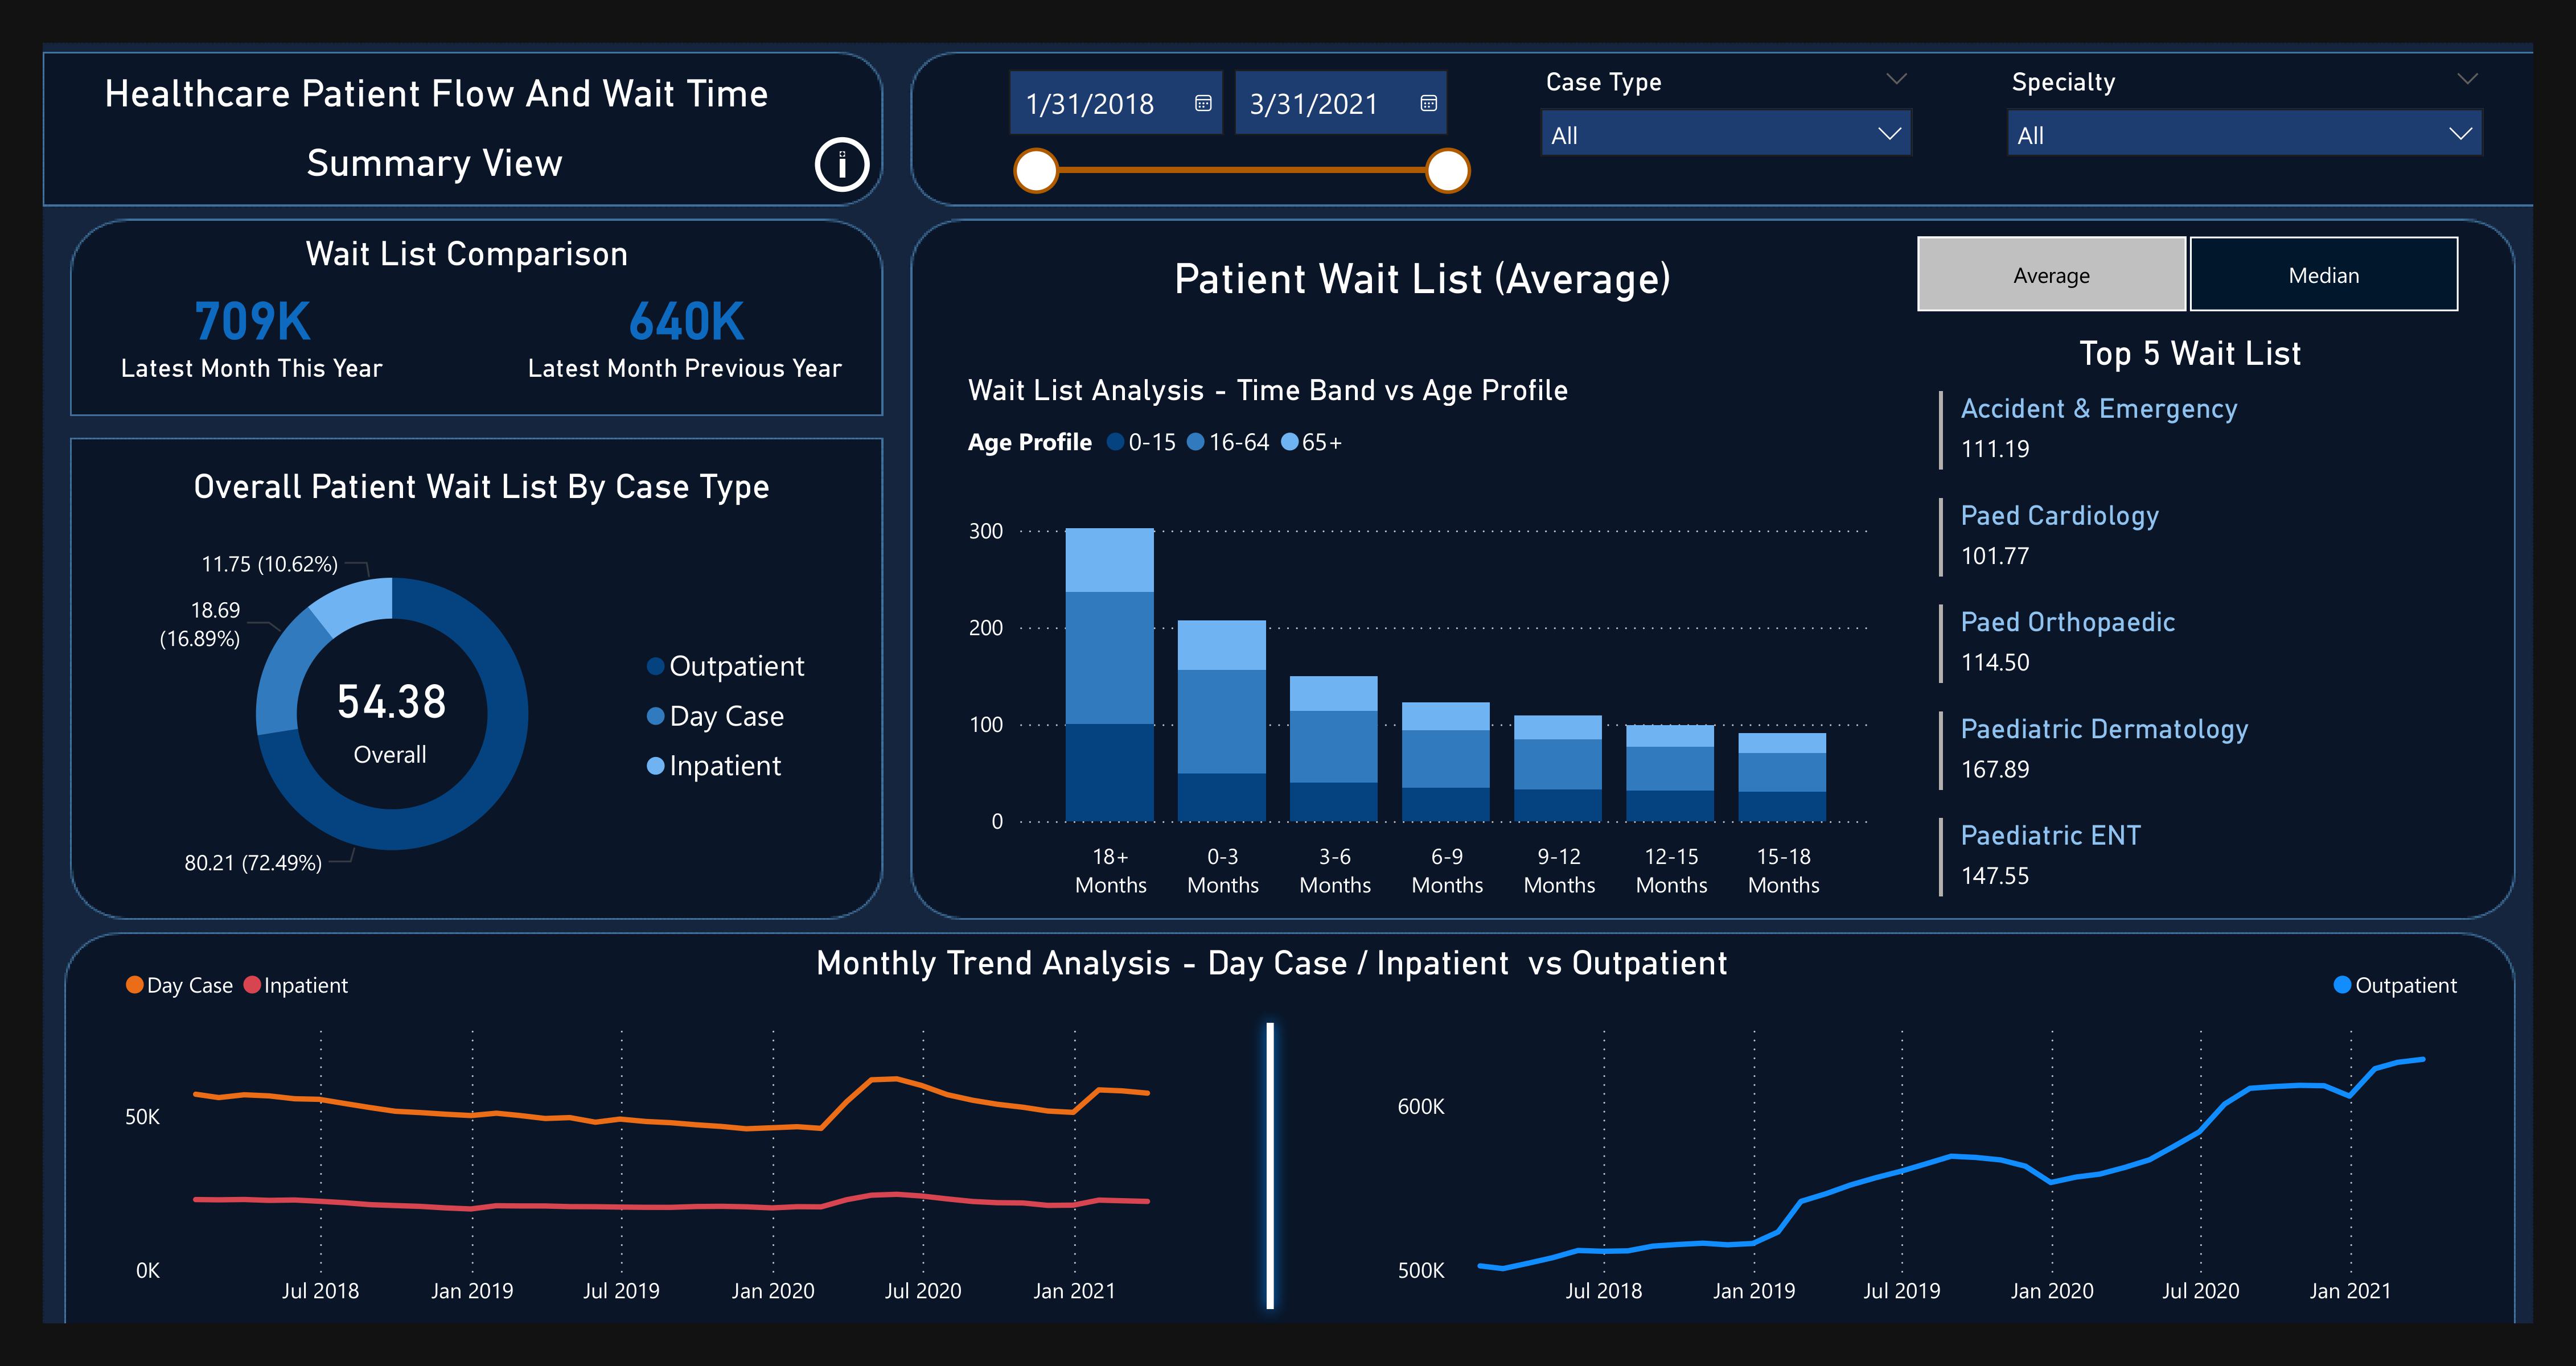 Healthcare Patient Flow And Wait Time
Summary View
i
1/31/2018
3/31/2021
Case Type
All
Specialty
All
Wait List Comparison
709K
Latest Month This Year
640K
Latest Month Previous Year
Overall Patient Wait List By Case Type
11.75 (10.62%)
18.69
(16.89%)
54.38
Overall
80.21 (72.49%)
Outpatient
Day Case
Inpatient
Patient Wait List (Average)
Average
Median
Wait List Analysis - Time Band vs Age Profile
Age Profile 0-15 16-64 65+
300
200
100
0
18+ Months
0-3 Months
3-6 Months
6-9 Months
9-12 Months
12-15 Months
15-18 Months
Top 5 Wait List
Accident & Emergency
111.19
Paed Cardiology
101.77
Paed Orthopaedic
114.50
Paediatric Dermatology
167.89
Paediatric ENT
147.55
Monthly Trend Analysis - Day Case / Inpatient vs Outpatient
Day Case Inpatient
50K
0K
Jul 2018 Jan 2019 Jul 2019 Jan 2020 Jul 2020 Jan 2021
Outpatient
600K
500K
Jul 2018 Jan 2019 Jul 2019 Jan 2020 Jul 2020 Jan 2021